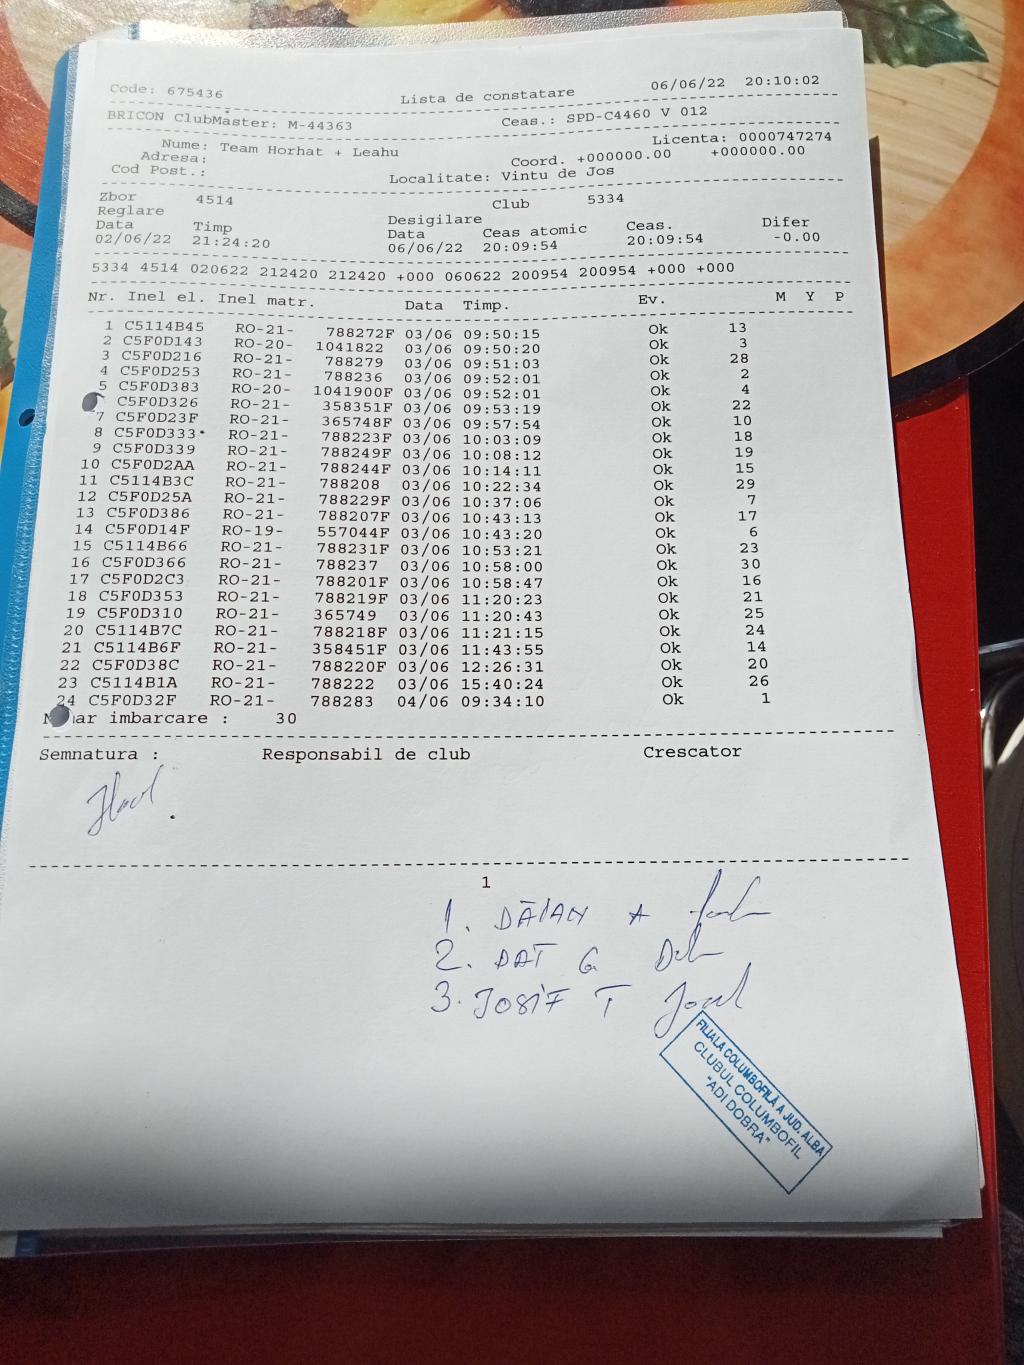 Code: 675436 Lista de constatare 06/06/22 20:10:02
BRICON ClubMaster: M-44363 Ceas.: SPD-C4460 V 012
Nume: Team Horhat + Leahu Licenta: 0000747274
Adresa: Coord. +000000.00 +000000.00
Cod Post.: Localitate: Vintu de Jos
Zbor 4514 Club 5334
Reglare Desigilare
Data Timp Data Ceas atomic Ceas. Difer
02/06/22 21:24:20 06/06/22 20:09:54 20:09:54 -0.00
5334 4514 020622 212420 212420 +000 060622 200954 200954 +000 +000
Nr. Inel el. Inel matr. Data Timp. Ev. M Y P
1 C5114B45 RO-21- 788272F 03/06 09:50:15 Ok 13
2 C5F0D143 RO-20- 1041822 03/06 09:50:20 Ok 3
3 C5F0D216 RO-21- 788279 03/06 09:51:03 Ok 28
4 C5F0D253 RO-21- 788236 03/06 09:52:01 Ok 2
5 C5F0D383 RO-20- 1041900F 03/06 09:52:01 Ok 4
C5F0D326 RO-21- 358351F 03/06 09:53:19 Ok 22
7 C5F0D23F RO-21- 365748F 03/06 09:57:54 Ok 10
8 C5F0D333 RO-21- 788223F 03/06 10:03:09 Ok 18
9 C5F0D339 RO-21- 788249F 03/06 10:08:12 Ok 19
10 C5F0D2AA RO-21- 788244F 03/06 10:14:11 Ok 15
11 C5114B3C RO-21- 788208 03/06 10:22:34 Ok 29
12 C5F0D25A RO-21- 788229F 03/06 10:37:06 Ok 7
13 C5F0D386 RO-21- 788207F 03/06 10:43:13 Ok 17
14 C5F0D14F RO-19- 557044F 03/06 10:43:20 Ok 6
15 C5114B66 RO-21- 788231F 03/06 10:53:21 Ok 23
16 C5F0D366 RO-21- 788237 03/06 10:58:00 Ok 30
17 C5F0D2C3 RO-21- 788201F 03/06 10:58:47 Ok 16
18 C5F0D353 RO-21- 788219F 03/06 11:20:23 Ok 21
19 C5F0D310 RO-21- 365749 03/06 11:20:43 Ok 25
20 C5114B7C RO-21- 788218F 03/06 11:21:15 Ok 24
21 C5114B6F RO-21- 358451F 03/06 11:43:55 Ok 14
22 C5F0D38C RO-21- 788220F 03/06 12:26:31 Ok 20
23 C5114B1A RO-21- 788222 03/06 15:40:24 Ok 26
24 C5F0D32F RO-21- 788283 04/06 09:34:10 Ok 1
imbarcare : 30
Semnatura : Responsabil de club Crescator
1
1. DĂIAN A
2. DAT G
3. IOSIF T
FILIALA COLUMBOFILĂ A JUD. ALBA
CLUBUL COLUMBOFIL
"ADI DOBRA"